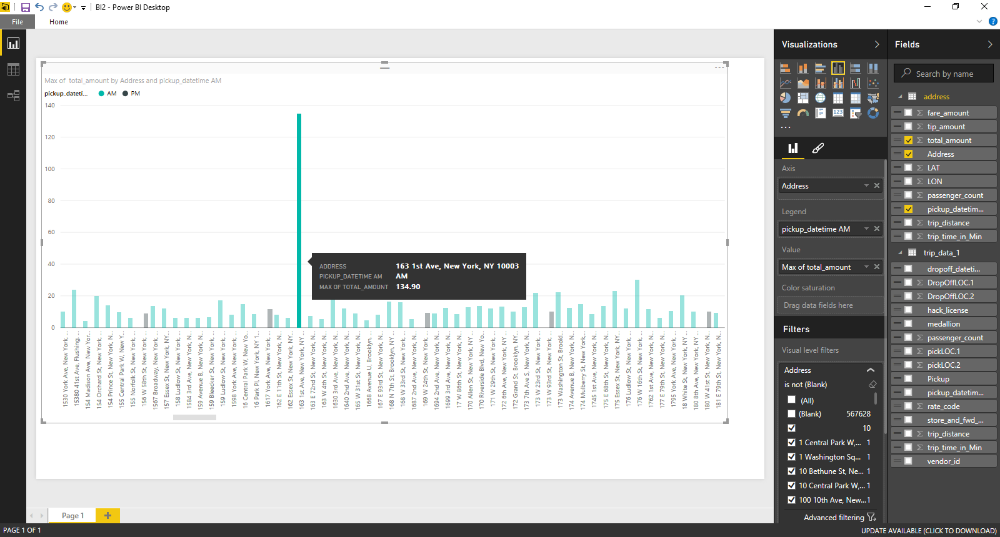 BI2 - Power BI Desktop
File
Home
?
Max of total_amount by Address and pickup_datetime AM
pickup_dateti...
AM
PM
140
120
100
80
60
40
20
0
ADDRESS 163 1st Ave, New York, NY 10003
PICKUP_DATETIME AM AM
MAX OF TOTAL_AMOUNT 134.90
1530 York Ave, New York, ...
15380 41st Ave, Flushing, ...
154 Madison Ave, New Yor...
154 Orchard St, New York, ...
154 Prince St, New York, N...
155 Central Park W, New Y...
155 Norfolk St, New York, ...
156 W 58th St, New York, ...
1567 Broadway, New York, ...
157 Essex St, New York, NY...
158 Ludlow St, New York, ...
1584 3rd Ave, New York, N...
159 Avenue B, New York, ...
159 Bleecker St, New York, ...
159 Ludlow St, New York, ...
1598 York Ave, New York, ...
16 Central Park W, New Yo...
16 Park Pl, New York, NY 1...
1617 York Ave, New York, ...
162 E 11th St, New York, N...
162 Essex St, New York, NY...
163 1st Ave, New York, NY ...
163 E 72nd St, New York, N...
163 W 4th St, New York, N...
1630 3rd Ave, New York, N...
1640 2nd Ave, New York, N...
165 W 31st St, New York, N...
1668 Avenue U, Brooklyn, ...
167 E 93rd St, New York, N...
168 N 7th St, Brooklyn, NY ...
168 W 33rd St, New York, ...
1687 2nd Ave, New York, N...
169 W 24th St, New York, ...
1694 2nd Ave, New York, N...
1699 3rd Ave, New York, N...
17 W 86th St, New York, N...
170 Allen St, New York, NY ...
170 Riverside Blvd, New Yo...
171 W 29th St, New York, ...
172 6th Ave, New York, NY ...
172 Grand St, Brooklyn, NY...
173 7th Ave S, New York, N...
173 W 23rd St, New York, ...
173 W 93rd St, New York, ...
173 Washington St, Brookl...
174 Avenue B, New York, N...
174 Mulberry St, New York...
1745 1st Ave, New York, N...
175 E 68th St, New York, N...
175 Essex St, New York, NY...
176 Ludlow St, New York, ...
176 W 16th St, New York, ...
1762 1st Ave, New York, N...
177 E 79th St, New York, N...
1795 York Ave, New York, ...
18 White St, New York, NY ...
180 8th Ave, New York, NY ...
180 W 41st St, New York, ...
181 E 79th St, New York, N...
Visualizations
123
...
Axis
Address
Legend
pickup_datetime AM
Value
Max of total_amount
Color saturation
Drag data fields here
Filters
Visual level filters
Address
is not (Blank)
(All)
(Blank) 567628
10
1 Central Park W,... 1
1 Washington Sq... 1
10 Bethune St, Ne... 1
10 Central Park W,... 1
100 10th Ave, New... 1
Advanced filtering
Fields
Search by name
address
fare_amount
tip_amount
total_amount
Address
LAT
LON
passenger_count
pickup_datetim...
trip_distance
trip_time_in_Min
trip_data_1
dropoff_dateti...
DropOffLOC.1
DropOffLOC.2
hack_license
medallion
passenger_count
pickLOC.1
pickLOC.2
Pickup
pickup_datetim...
rate_code
store_and_fwd_...
trip_distance
trip_time_in_Min
vendor_id
Page 1
PAGE 1 OF 1
UPDATE AVAILABLE (CLICK TO DOWNLOAD)